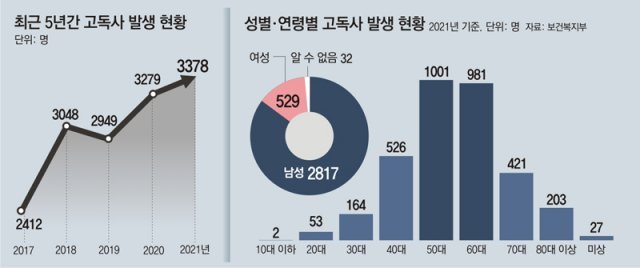 최근 5년간 고독사 발생 현황
단위: 명
3378
3279
3048
2949
2412
2017 2018 2019 2020 2021년
성별·연령별 고독사 발생 현황 2021년 기준, 단위: 명 자료: 보건복지부
여성 알 수 없음 32
529
남성 2817
2 53 164 526 1001 981 421 203 27
10대 이하 20대 30대 40대 50대 60대 70대 80대 이상 미상